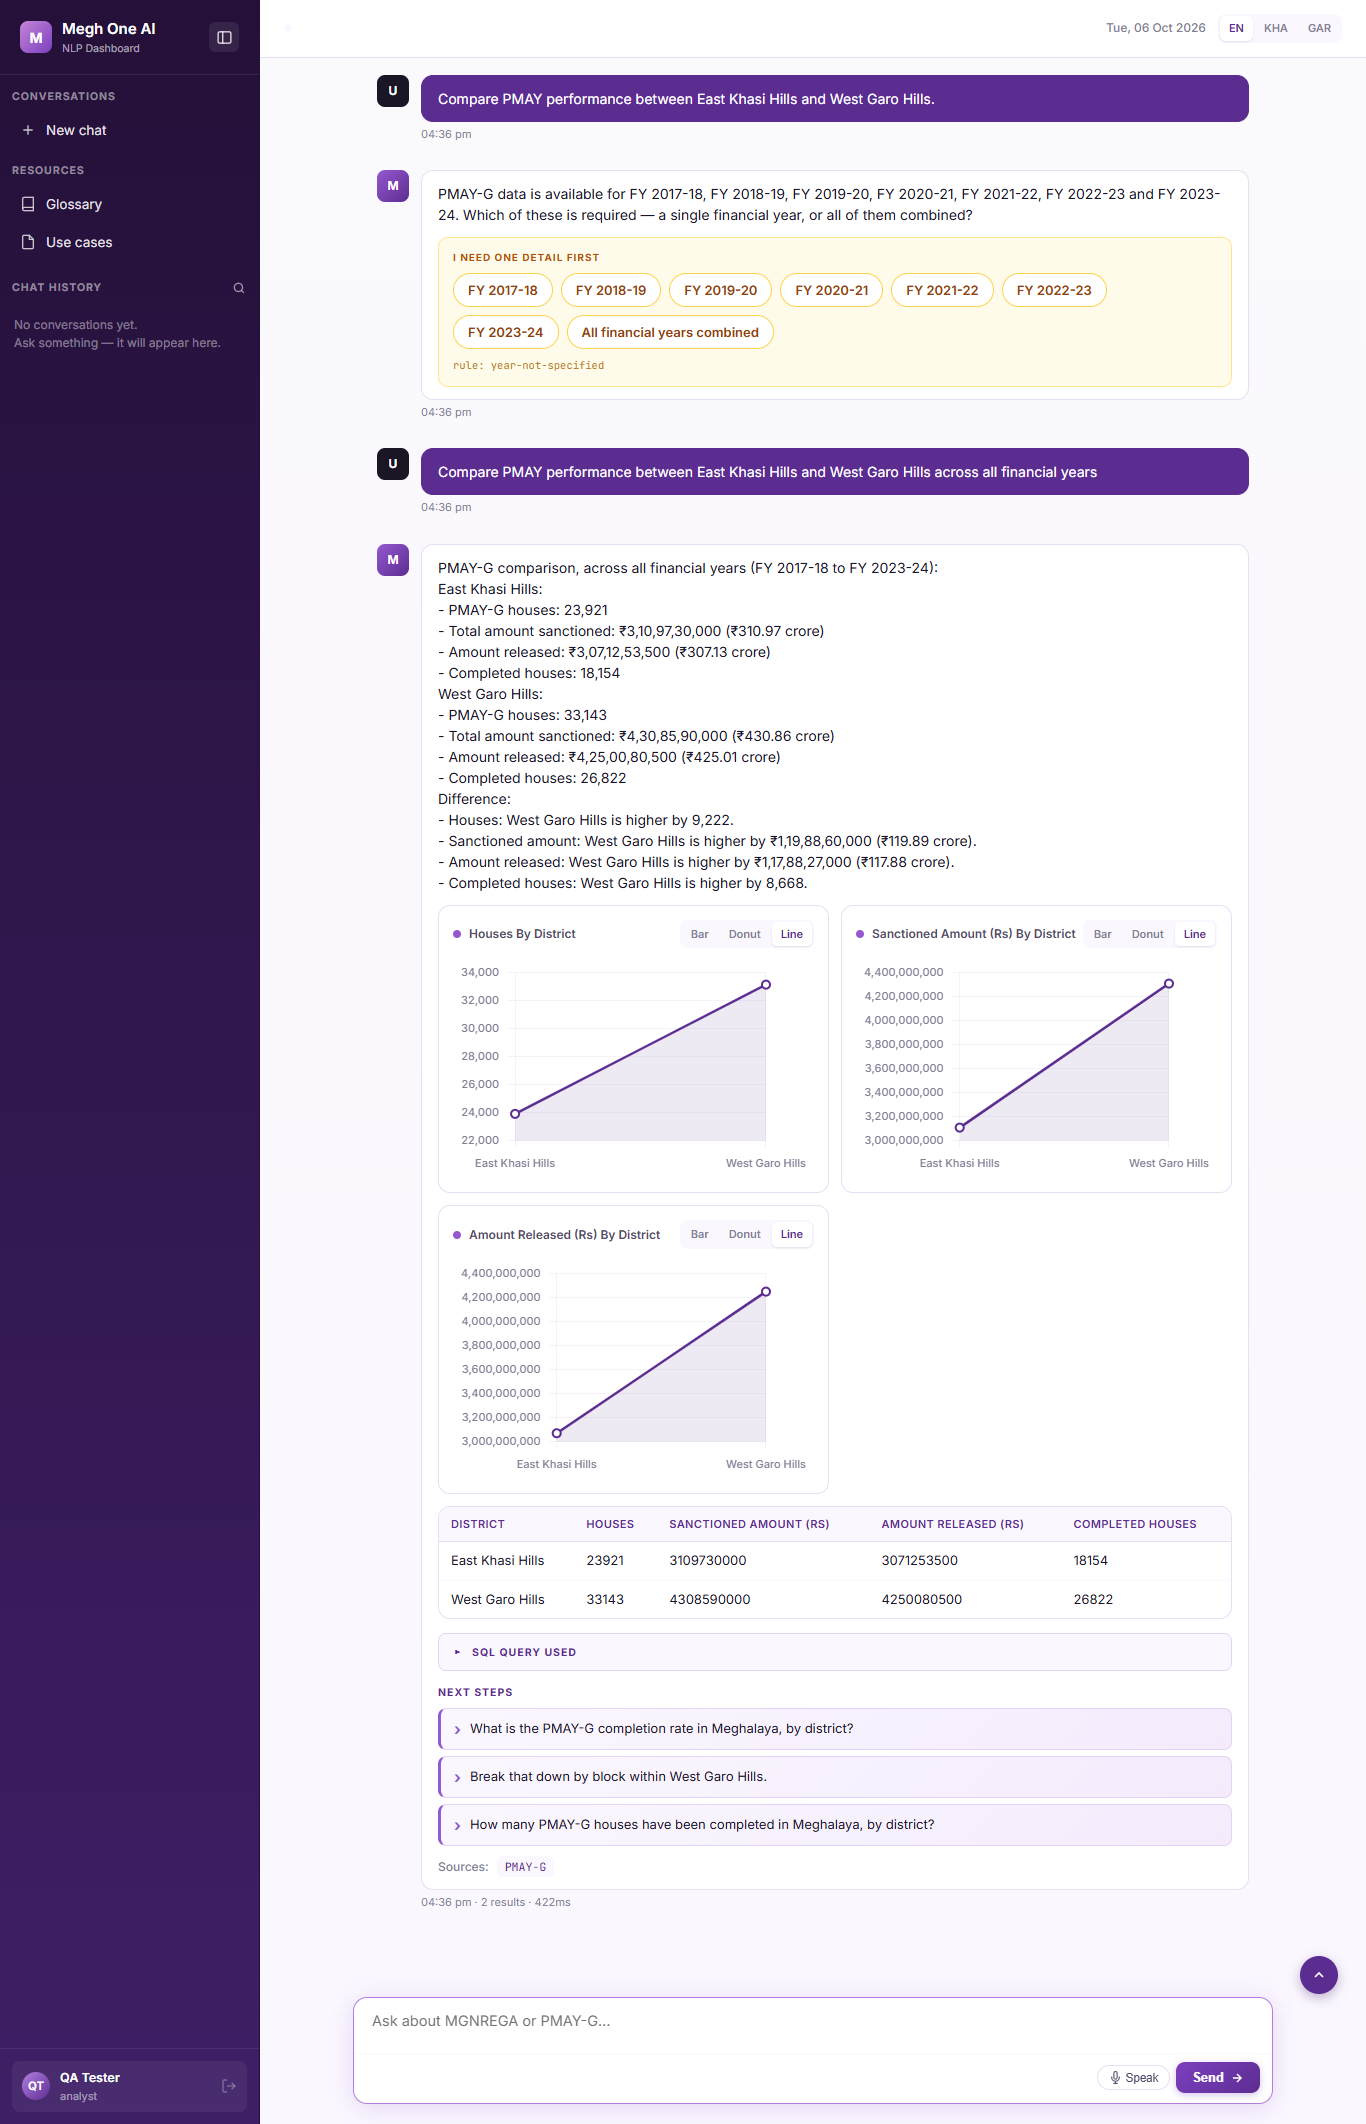 M
Megh One AI
NLP Dashboard
CONVERSATIONS
+ New chat
RESOURCES
Glossary
Use cases
CHAT HISTORY
No conversations yet.
Ask something — it will appear here.
QT
QA Tester
analyst
Tue, 06 Oct 2026
EN KHA GAR
U
Compare PMAY performance between East Khasi Hills and West Garo Hills.
04:36 pm
M
PMAY-G data is available for FY 2017-18, FY 2018-19, FY 2019-20, FY 2020-21, FY 2021-22, FY 2022-23 and FY 2023-
24. Which of these is required — a single financial year, or all of them combined?
I NEED ONE DETAIL FIRST
FY 2017-18 FY 2018-19 FY 2019-20 FY 2020-21 FY 2021-22 FY 2022-23
FY 2023-24 All financial years combined
rule: year-not-specified
04:36 pm
U
Compare PMAY performance between East Khasi Hills and West Garo Hills across all financial years
04:36 pm
M
PMAY-G comparison, across all financial years (FY 2017-18 to FY 2023-24):
East Khasi Hills:
- PMAY-G houses: 23,921
- Total amount sanctioned: ₹3,10,97,30,000 (₹310.97 crore)
- Amount released: ₹3,07,12,53,500 (₹307.13 crore)
- Completed houses: 18,154
West Garo Hills:
- PMAY-G houses: 33,143
- Total amount sanctioned: ₹4,30,85,90,000 (₹430.86 crore)
- Amount released: ₹4,25,00,80,500 (₹425.01 crore)
- Completed houses: 26,822
Difference:
- Houses: West Garo Hills is higher by 9,222.
- Sanctioned amount: West Garo Hills is higher by ₹1,19,88,60,000 (₹119.89 crore).
- Amount released: West Garo Hills is higher by ₹1,17,88,27,000 (₹117.88 crore).
- Completed houses: West Garo Hills is higher by 8,668.
Houses By District Bar Donut Line
34,000
32,000
30,000
28,000
26,000
24,000
22,000
East Khasi Hills West Garo Hills
Sanctioned Amount (Rs) By District Bar Donut Line
4,400,000,000
4,200,000,000
4,000,000,000
3,800,000,000
3,600,000,000
3,400,000,000
3,200,000,000
3,000,000,000
East Khasi Hills West Garo Hills
Amount Released (Rs) By District Bar Donut Line
4,400,000,000
4,200,000,000
4,000,000,000
3,800,000,000
3,600,000,000
3,400,000,000
3,200,000,000
3,000,000,000
East Khasi Hills West Garo Hills
DISTRICT HOUSES SANCTIONED AMOUNT (RS) AMOUNT RELEASED (RS) COMPLETED HOUSES
East Khasi Hills 23921 3109730000 3071253500 18154
West Garo Hills 33143 4308590000 4250080500 26822
SQL QUERY USED
NEXT STEPS
What is the PMAY-G completion rate in Meghalaya, by district?
Break that down by block within West Garo Hills.
How many PMAY-G houses have been completed in Meghalaya, by district?
Sources: PMAY-G
04:36 pm · 2 results · 422ms
Ask about MGNREGA or PMAY-G...
Speak Send →